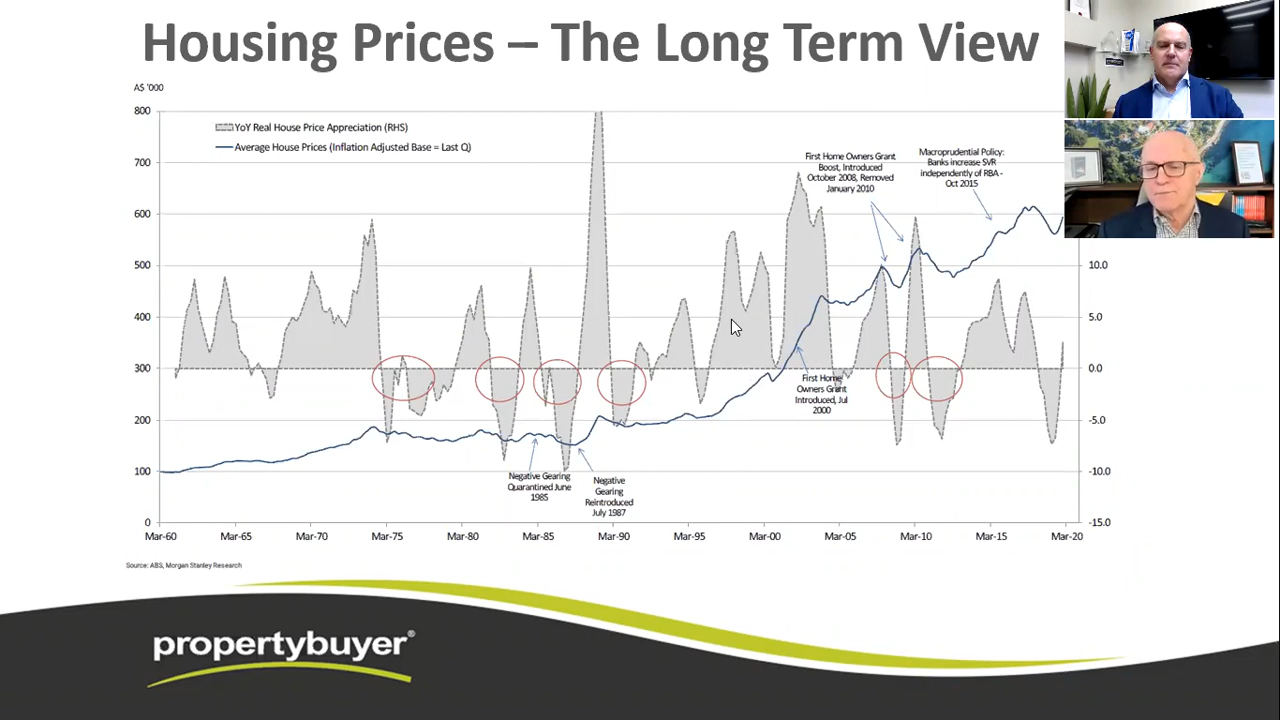 Housing Prices – The Long Term View
A$ '000
800
700
600
500
400
300
200
100
0
YoY Real House Price Appreciation (RHS)
Average House Prices (Inflation Adjusted Base = Last Q)
First Home Owners Grant
Boost, Introduced
October 2008, Removed
January 2010
Macroprudential Policy:
Banks increase SVR
independently of RBA -
Oct 2015
First Home
Owners Grant
Introduced, Jul
2000
Negative Gearing
Quarantined June
1985
Negative
Gearing
Reintroduced
July 1987
10.0
5.0
0.0
-5.0
-10.0
-15.0
Mar-60
Mar-65
Mar-70
Mar-75
Mar-80
Mar-85
Mar-90
Mar-95
Mar-00
Mar-05
Mar-10
Mar-15
Mar-20
Source: ABS, Morgan Stanley Research
propertybuyer®